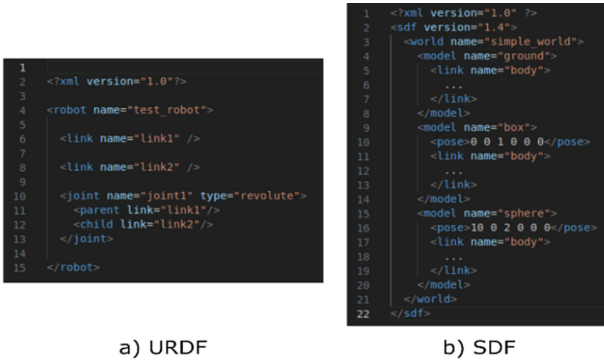 1
2 <?xml version="1.0"?>
3
4 <robot name="test_robot">
5
6 <link name="link1" />
7
8 <link name="link2" />
9
10 <joint name="joint1" type="revolute">
11 <parent link="link1"/>
12 <child link="link2"/>
13 </joint>
14
15 </robot>
a) URDF
1 <?xml version="1.0" ?>
2 <sdf version="1.4">
3 <world name="simple_world">
4 <model name="ground">
5 <link name="body">
6 ...
7 </link>
8 </model>
9 <model name="box">
10 <pose>0 0 1 0 0 0</pose>
11 <link name="body">
12 ...
13 </link>
14 </model>
15 <model name="sphere">
16 <pose>10 0 2 0 0 0</pose>
17 <link name="body">
18 ...
19 </link>
20 </model>
21 </world>
22 </sdf>
b) SDF